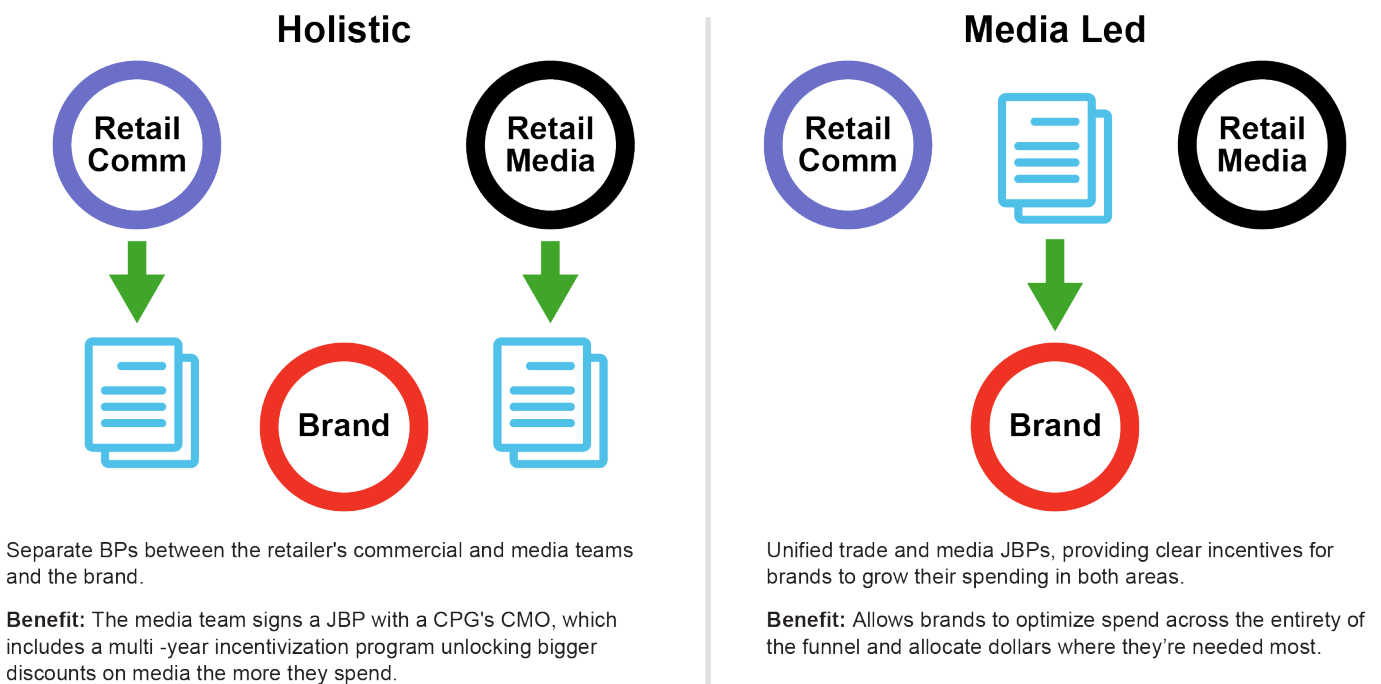 Holistic
Retail
Comm
Retail
Media
Brand
Separate BPs between the retailer's commercial and media teams
and the brand.
Benefit: The media team signs a JBP with a CPG's CMO, which
includes a multi -year incentivization program unlocking bigger
discounts on media the more they spend.
Media Led
Retail
Comm
Retail
Media
Brand
Unified trade and media JBPs, providing clear incentives for
brands to grow their spending in both areas.
Benefit: Allows brands to optimize spend across the entirety of
the funnel and allocate dollars where they’re needed most.